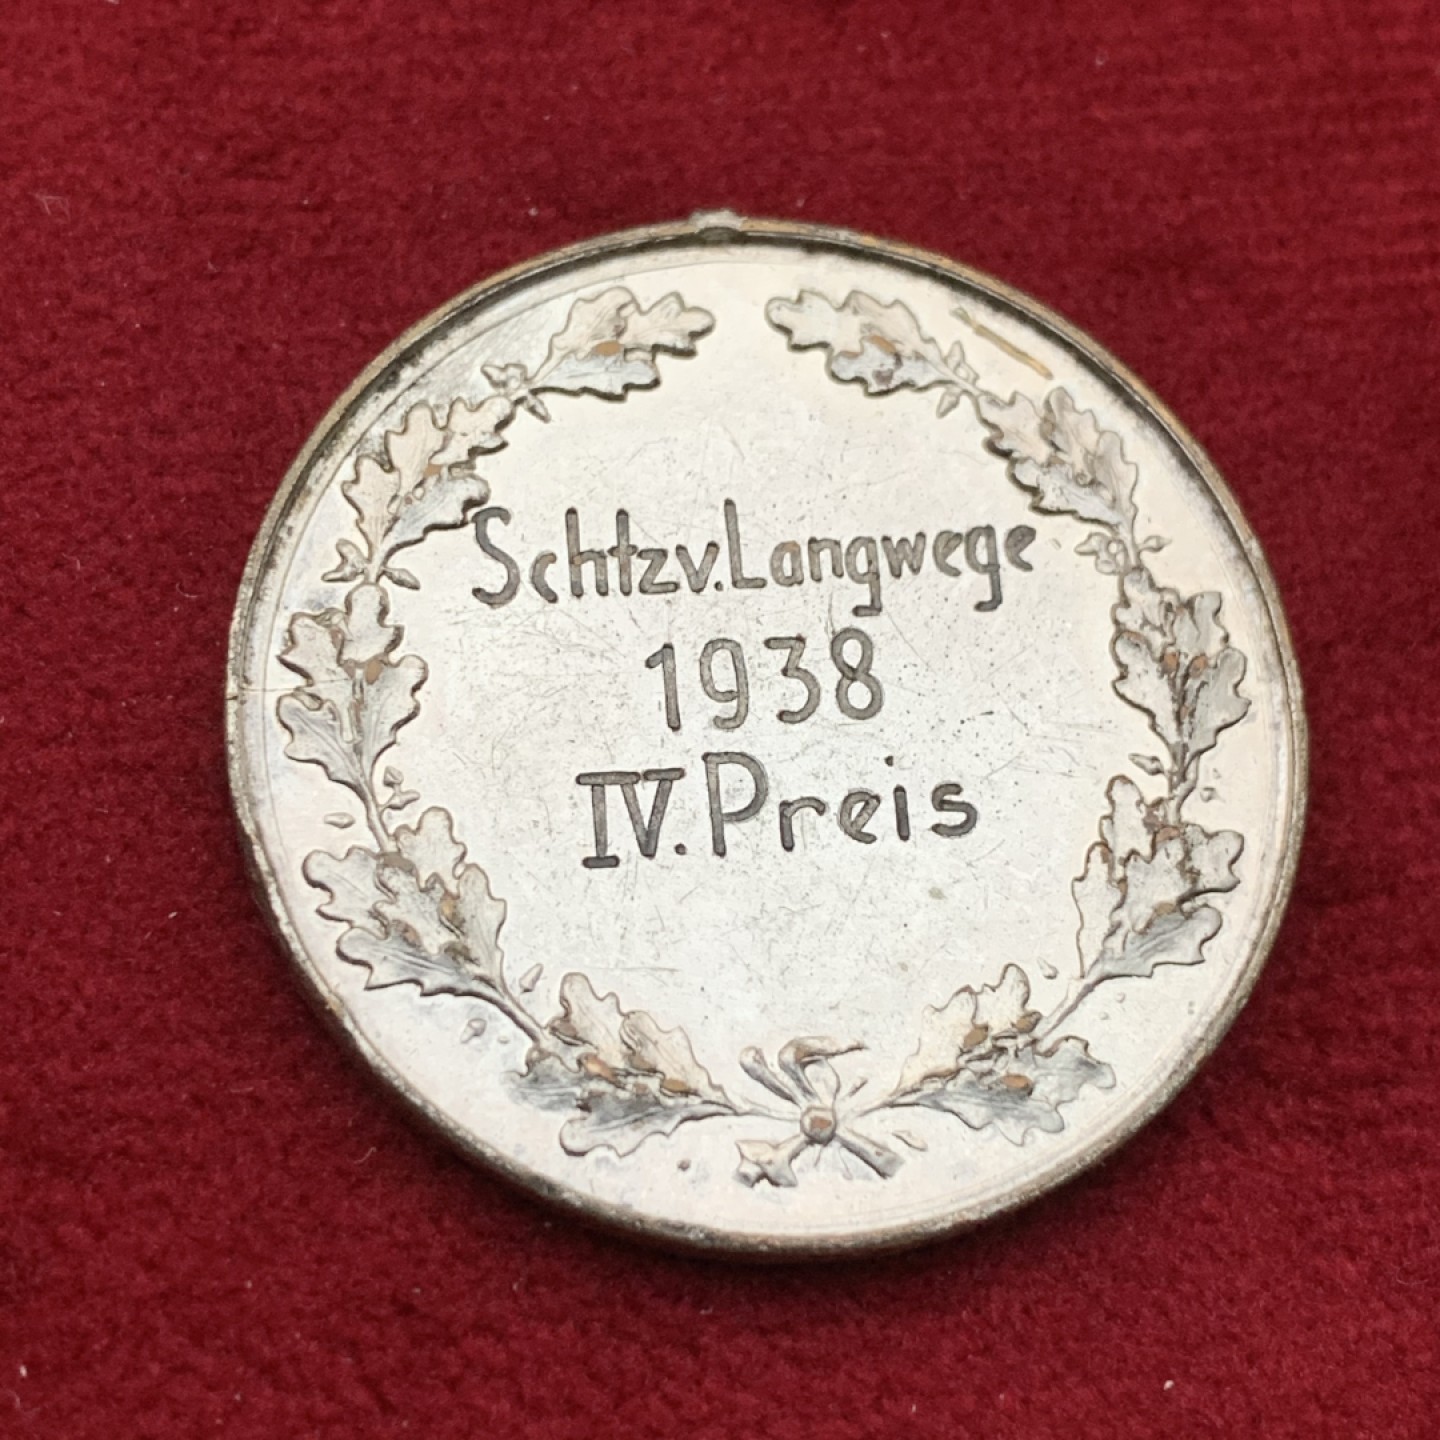 Schtzv. Langwege
1938
IV. Preis